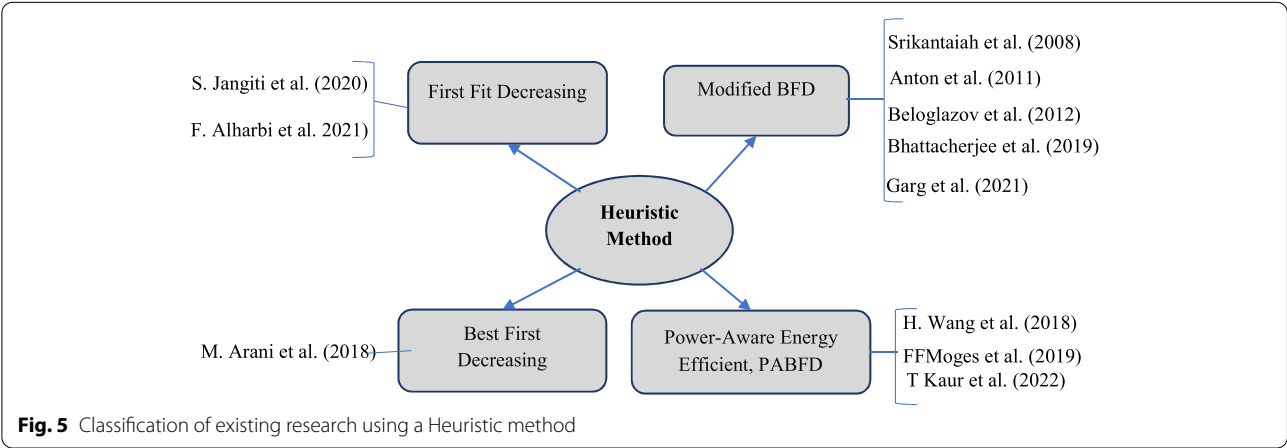 S. Jangiti et al. (2020)
F. Alharbi et al. 2021)
First Fit Decreasing
Modified BFD
Srikantaiah et al. (2008)
Anton et al. (2011)
Beloglazov et al. (2012)
Bhattacherjee et al. (2019)
Garg et al. (2021)
Heuristic
Method
M. Arani et al. (2018)
Best First
Decreasing
Power-Aware Energy
Efficient, PABFD
H. Wang et al. (2018)
FFMoges et al. (2019)
T Kaur et al. (2022)
Fig. 5 Classification of existing research using a Heuristic method